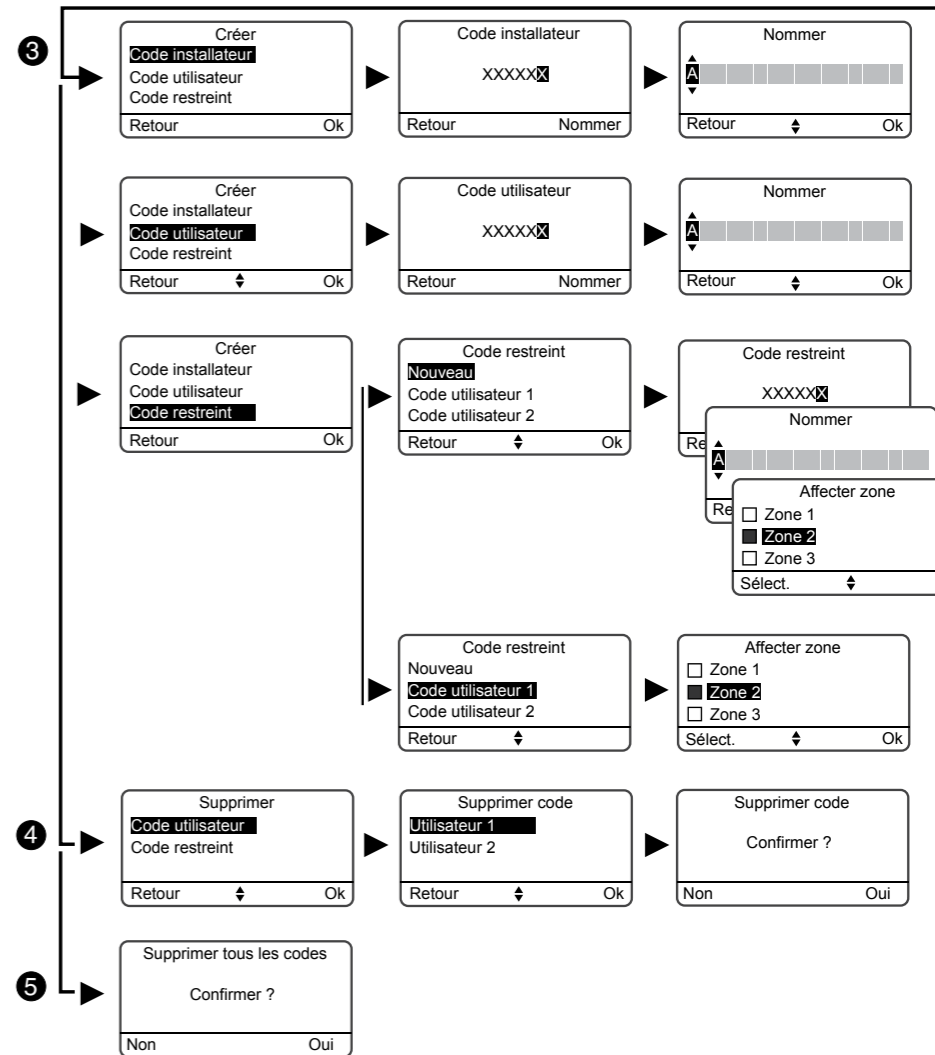 3
Créer
Code installateur
Code utilisateur
Code restreint
Retour Ok
Code installateur
XXXXXX
Retour Nommer
Nommer
A
Retour Ok
Créer
Code installateur
Code utilisateur
Code restreint
Retour Ok
Code utilisateur
XXXXXX
Retour Nommer
Nommer
A
Retour Ok
Créer
Code installateur
Code utilisateur
Code restreint
Retour Ok
Code restreint
Nouveau
Code utilisateur 1
Code utilisateur 2
Retour Ok
Code restreint
XXXXXX
Re
Nommer
A
Re
Affecter zone
Zone 1
Zone 2
Zone 3
Sélect.
Code restreint
Nouveau
Code utilisateur 1
Code utilisateur 2
Retour
Affecter zone
Zone 1
Zone 2
Zone 3
Sélect. Ok
4
Supprimer
Code utilisateur
Code restreint
Retour Ok
Supprimer code
Utilisateur 1
Utilisateur 2
Retour Ok
Supprimer code
Confirmer ?
Non Oui
5
Supprimer tous les codes
Confirmer ?
Non Oui